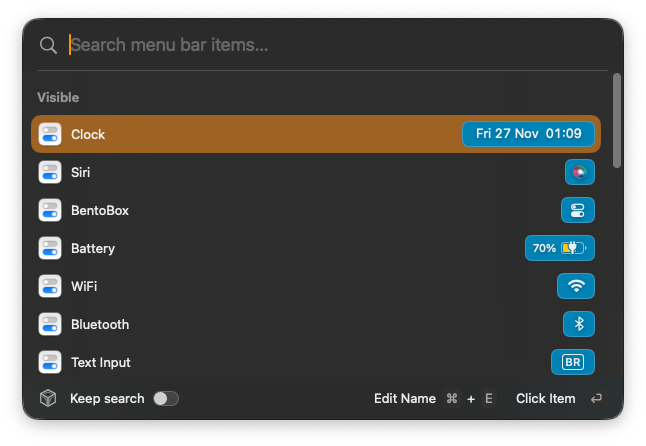 Search menu bar items...
Visible
Clock Fri 27 Nov 01:09
Siri
BentoBox
Battery 70%
WiFi
Bluetooth
Text Input BR
Keep search Edit Name ⌘ + E Click Item ↩